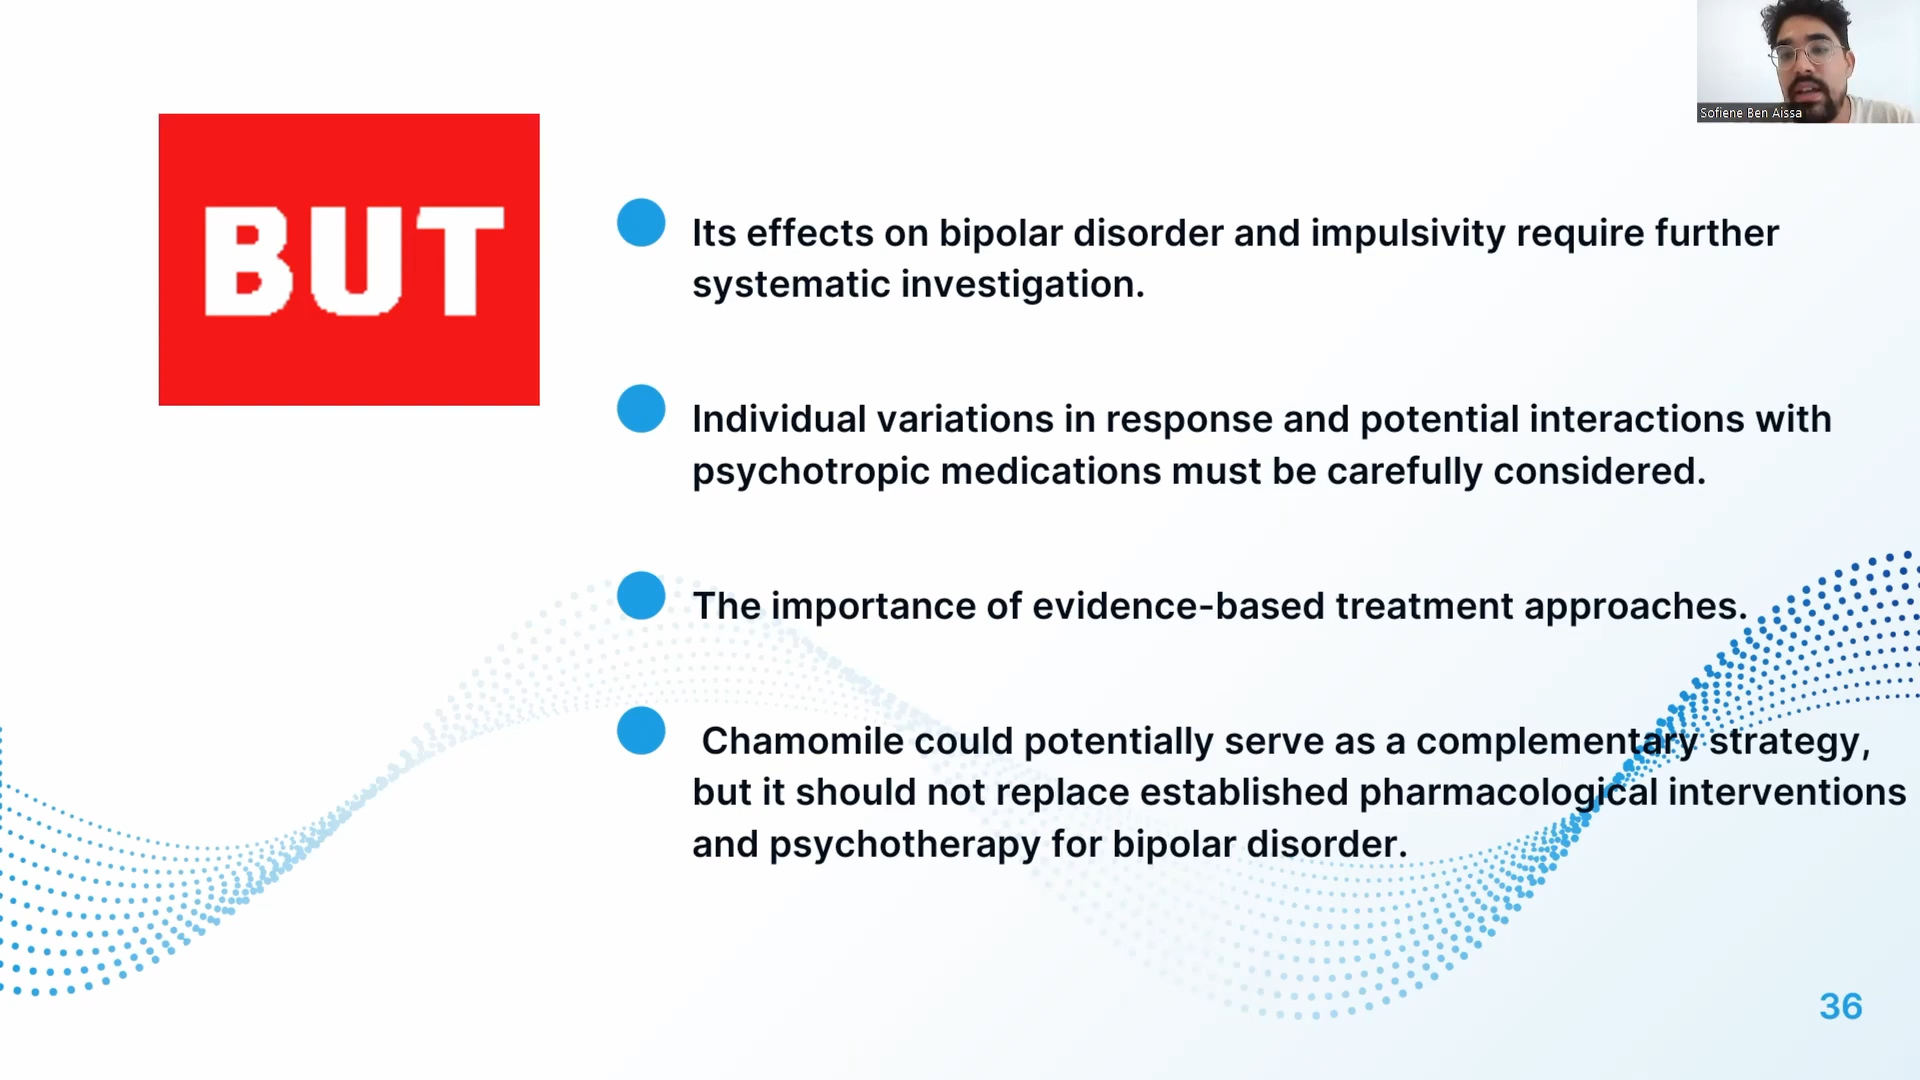 Sofiene Ben Aissa
BUT
Its effects on bipolar disorder and impulsivity require further
systematic investigation.
Individual variations in response and potential interactions with
psychotropic medications must be carefully considered.
The importance of evidence-based treatment approaches.
Chamomile could potentially serve as a complementary strategy,
but it should not replace established pharmacological interventions
and psychotherapy for bipolar disorder.
36